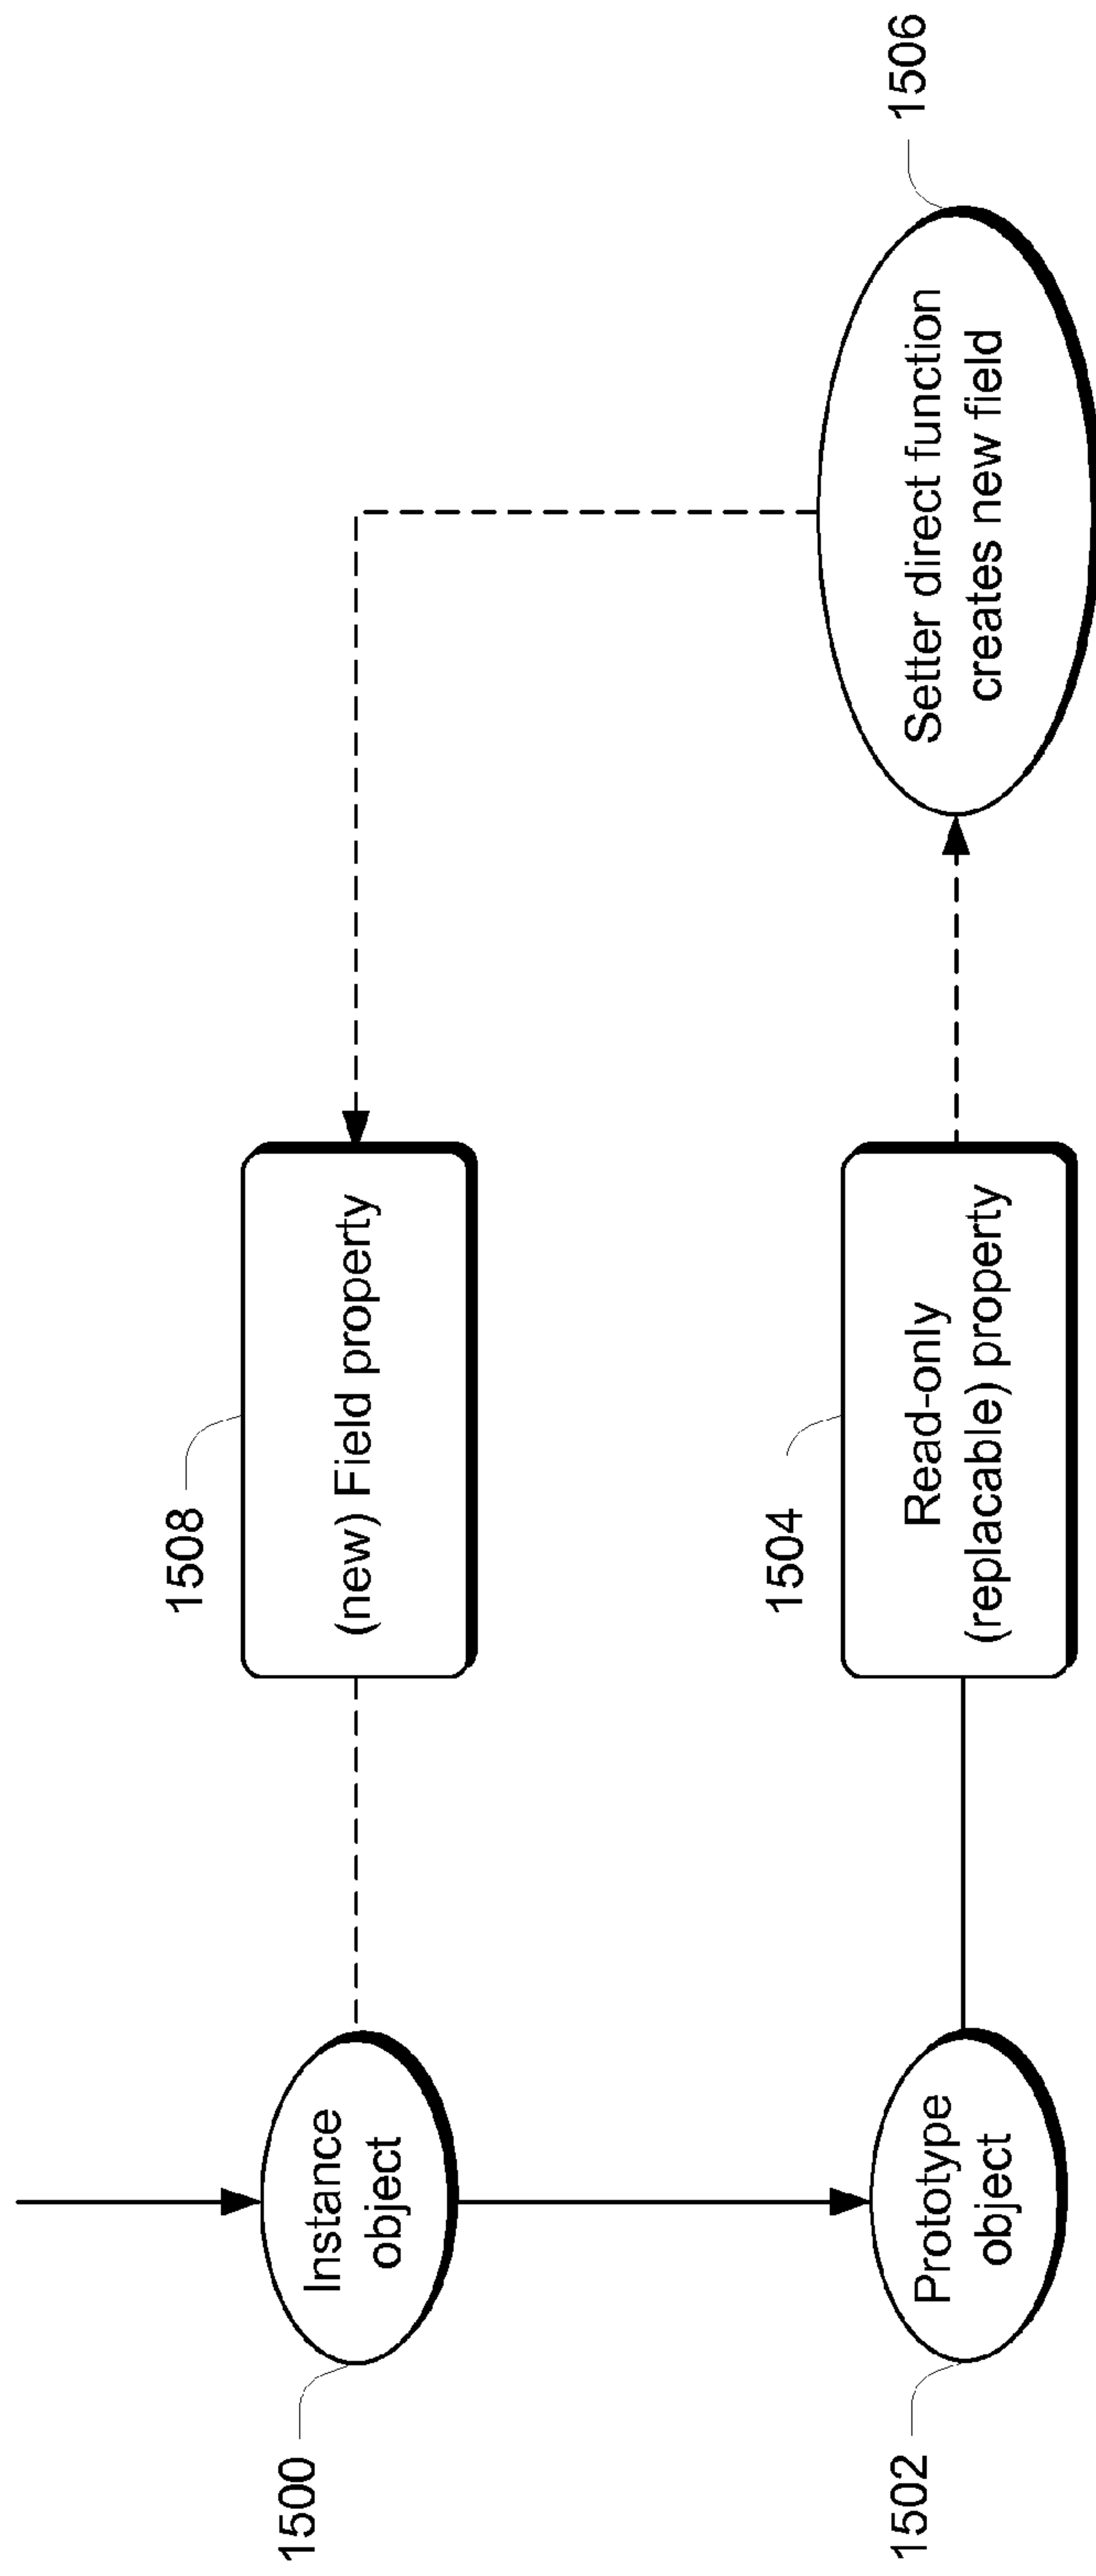 1500
Instance
object
1508
(new) Field property
1502
Prototype
object
1504
Read-only
(replacable) property
1506
Setter direct function
creates new field